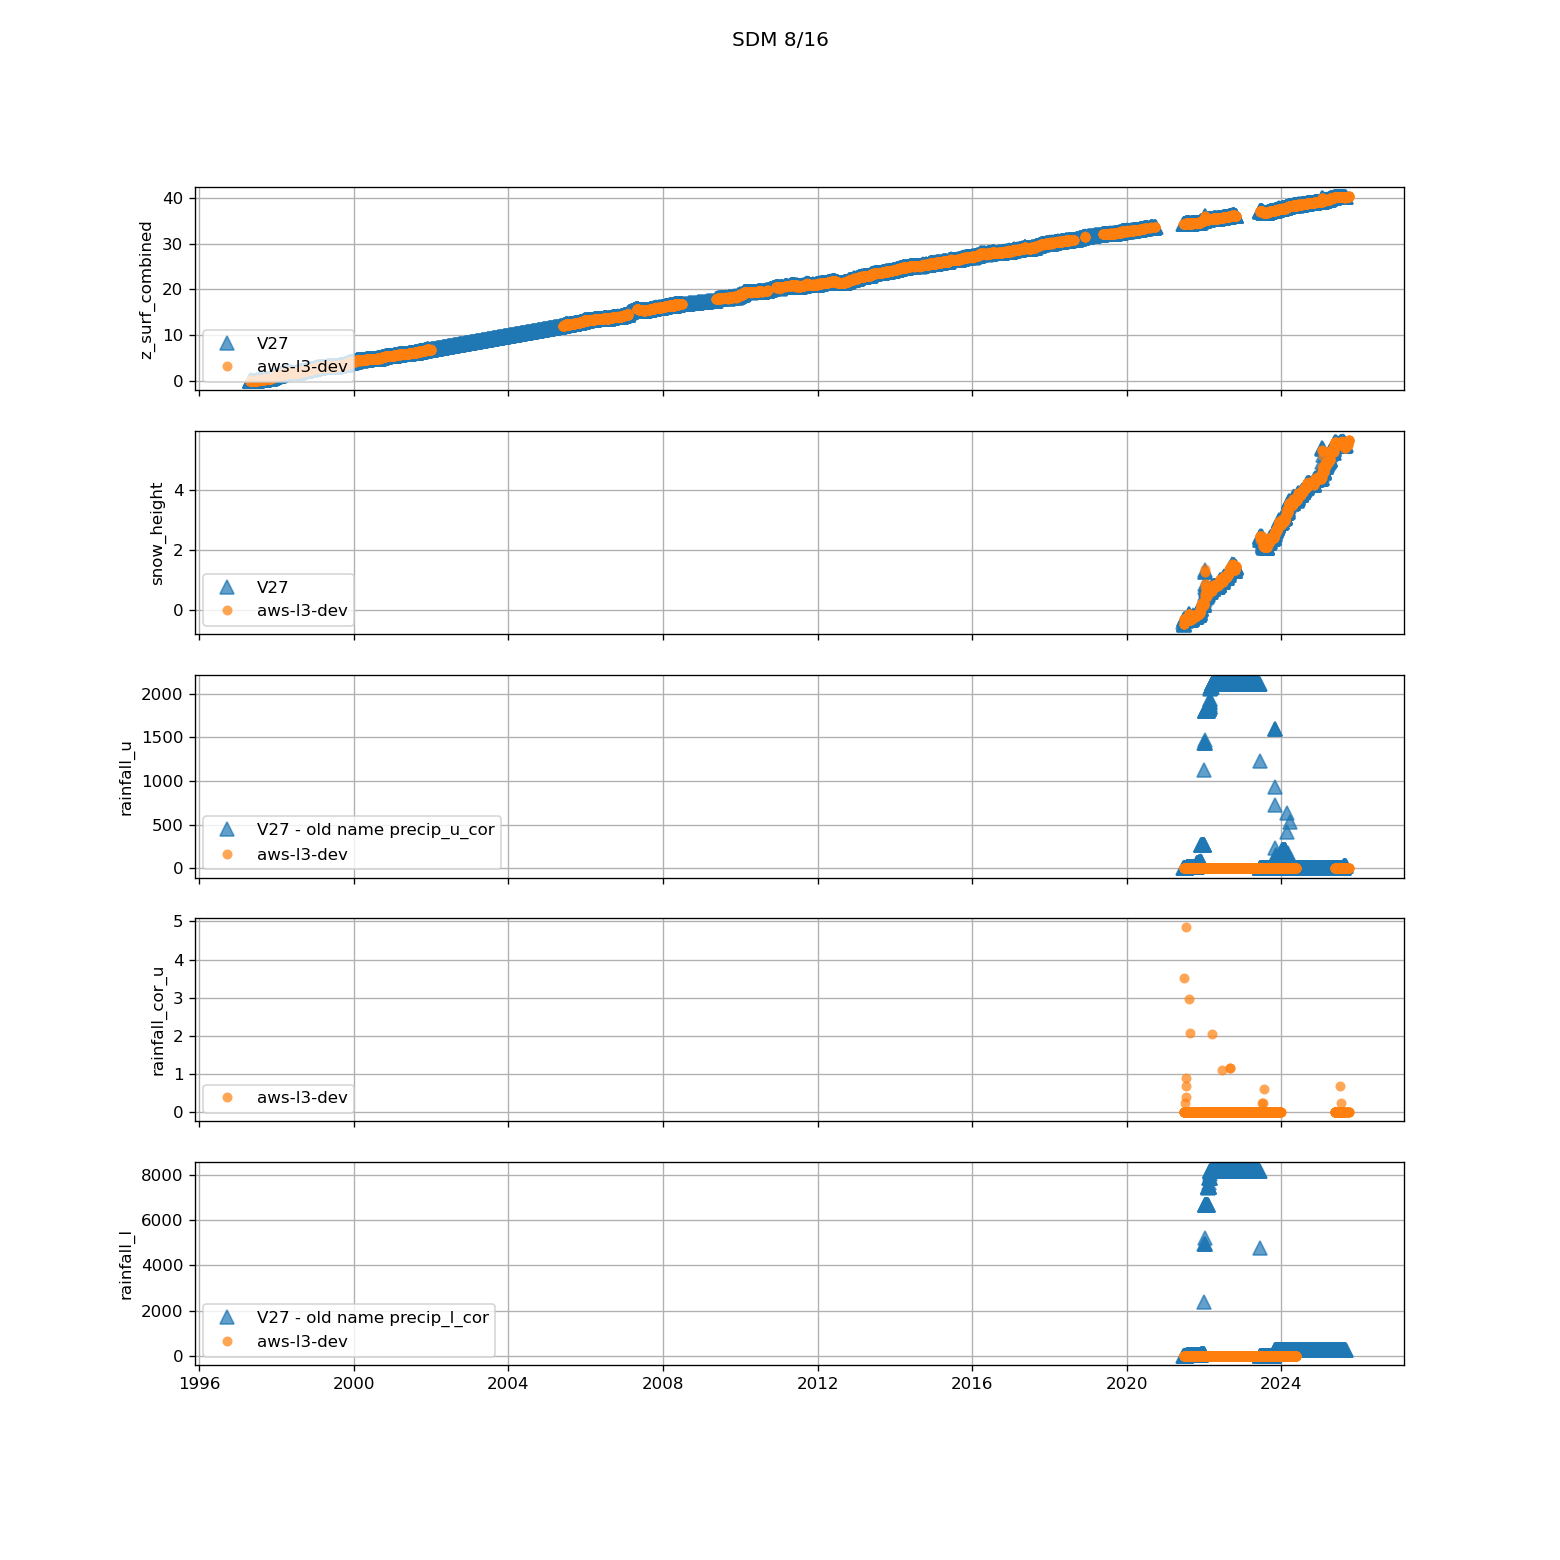 SDM 8/16
40
30
20
10
0
z_surf_combined
V27
aws-l3-dev
4
2
0
snow_height
V27
aws-l3-dev
2000
1500
1000
500
0
rainfall_u
V27 - old name precip_u_cor
aws-l3-dev
5
4
3
2
1
0
rainfall_cor_u
aws-l3-dev
8000
6000
4000
2000
0
rainfall_l
V27 - old name precip_l_cor
aws-l3-dev
1996 2000 2004 2008 2012 2016 2020 2024